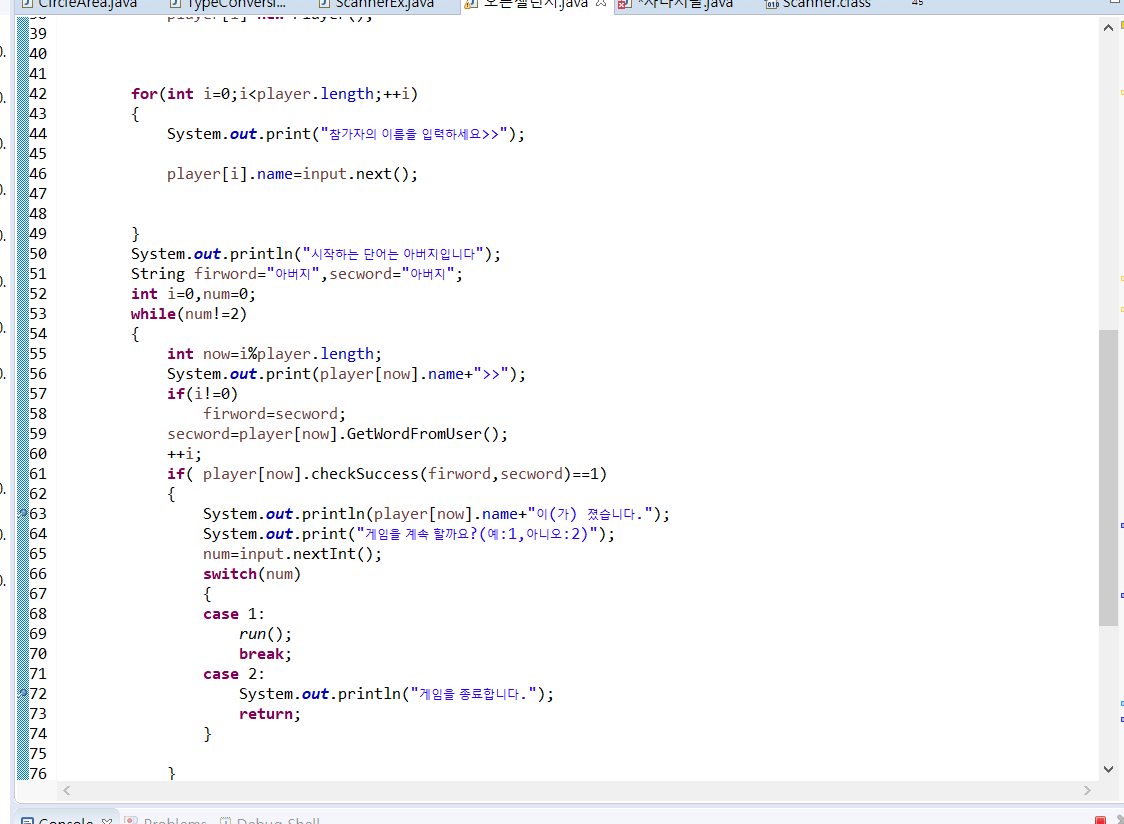 CircleArea.java TypeConversi... ScannerEx.java 오픈챌린지.java *사다시글.java Scanner.class 45
38 player[i]=new Player();
39
40
41
42 for(int i=0;i<player.length;++i)
43 {
44 System.out.print("참가자의 이름을 입력하세요>>");
45
46 player[i].name=input.next();
47
48
49 }
50 System.out.println("시작하는 단어는 아버지입니다");
51 String firword="아버지",secword="아버지";
52 int i=0,num=0;
53 while(num!=2)
54 {
55 int now=i%player.length;
56 System.out.print(player[now].name+">>");
57 if(i!=0)
58 firword=secword;
59 secword=player[now].GetWordFromUser();
60 ++i;
61 if( player[now].checkSuccess(firword,secword)==1)
62 {
63 System.out.println(player[now].name+"이(가) 졌습니다.");
64 System.out.print("게임을 계속 할까요?(예:1,아니오:2)");
65 num=input.nextInt();
66 switch(num)
67 {
68 case 1:
69 run();
70 break;
71 case 2:
72 System.out.println("게임을 종료합니다.");
73 return;
74 }
75
76 }
Console Problems Debug Shell